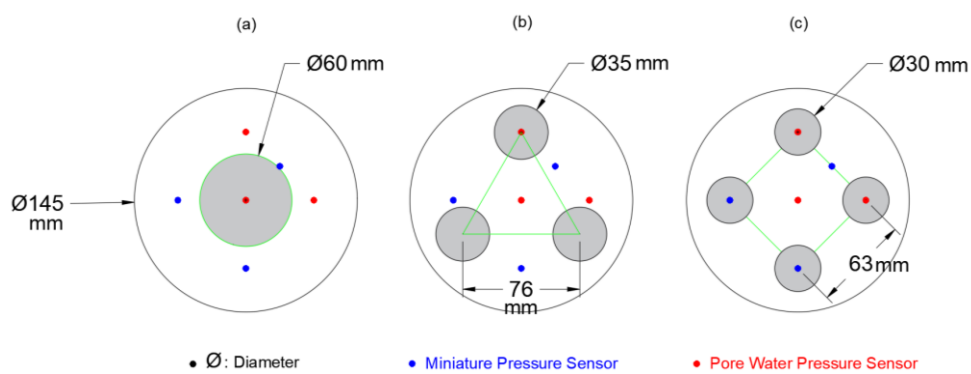 (a)
(b)
(c)
Ø60 mm
Ø35 mm
Ø30 mm
Ø145
mm
76
mm
63mm
• Ø: Diameter
• Miniature Pressure Sensor
• Pore Water Pressure Sensor